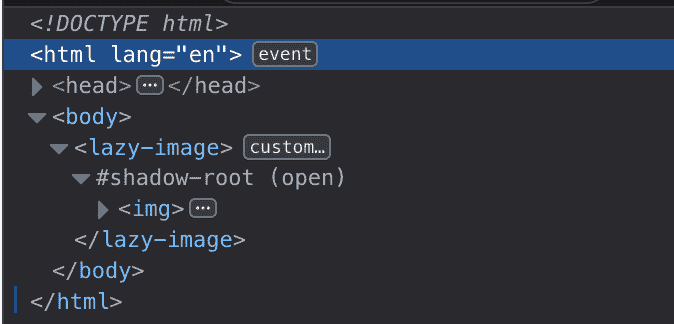 <!DOCTYPE html>
<html lang="en"> event
<head> ··· </head>
<body>
<lazy-image> custom…
#shadow-root (open)
<img> ···
</lazy-image>
</body>
</html>